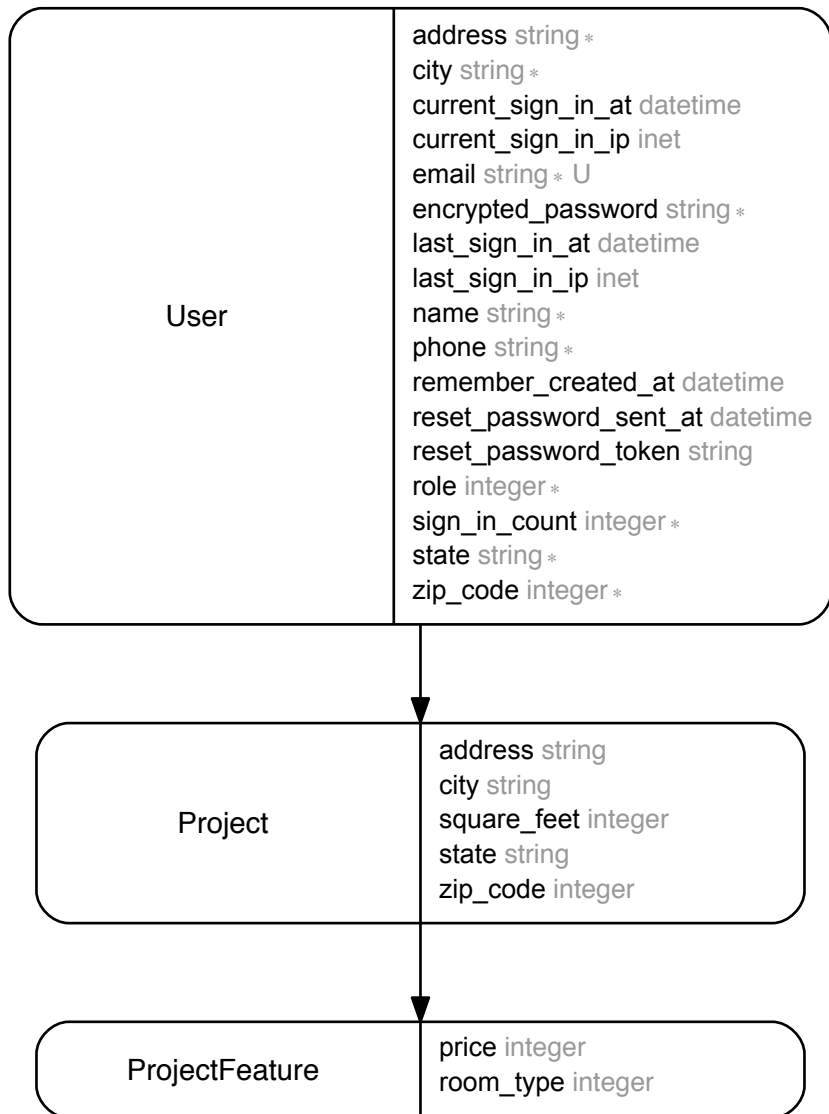 User
address string *
city string *
current_sign_in_at datetime
current_sign_in_ip inet
email string * U
encrypted_password string *
last_sign_in_at datetime
last_sign_in_ip inet
name string *
phone string *
remember_created_at datetime
reset_password_sent_at datetime
reset_password_token string
role integer *
sign_in_count integer *
state string *
zip_code integer *
Project
address string
city string
square_feet integer
state string
zip_code integer
ProjectFeature
price integer
room_type integer